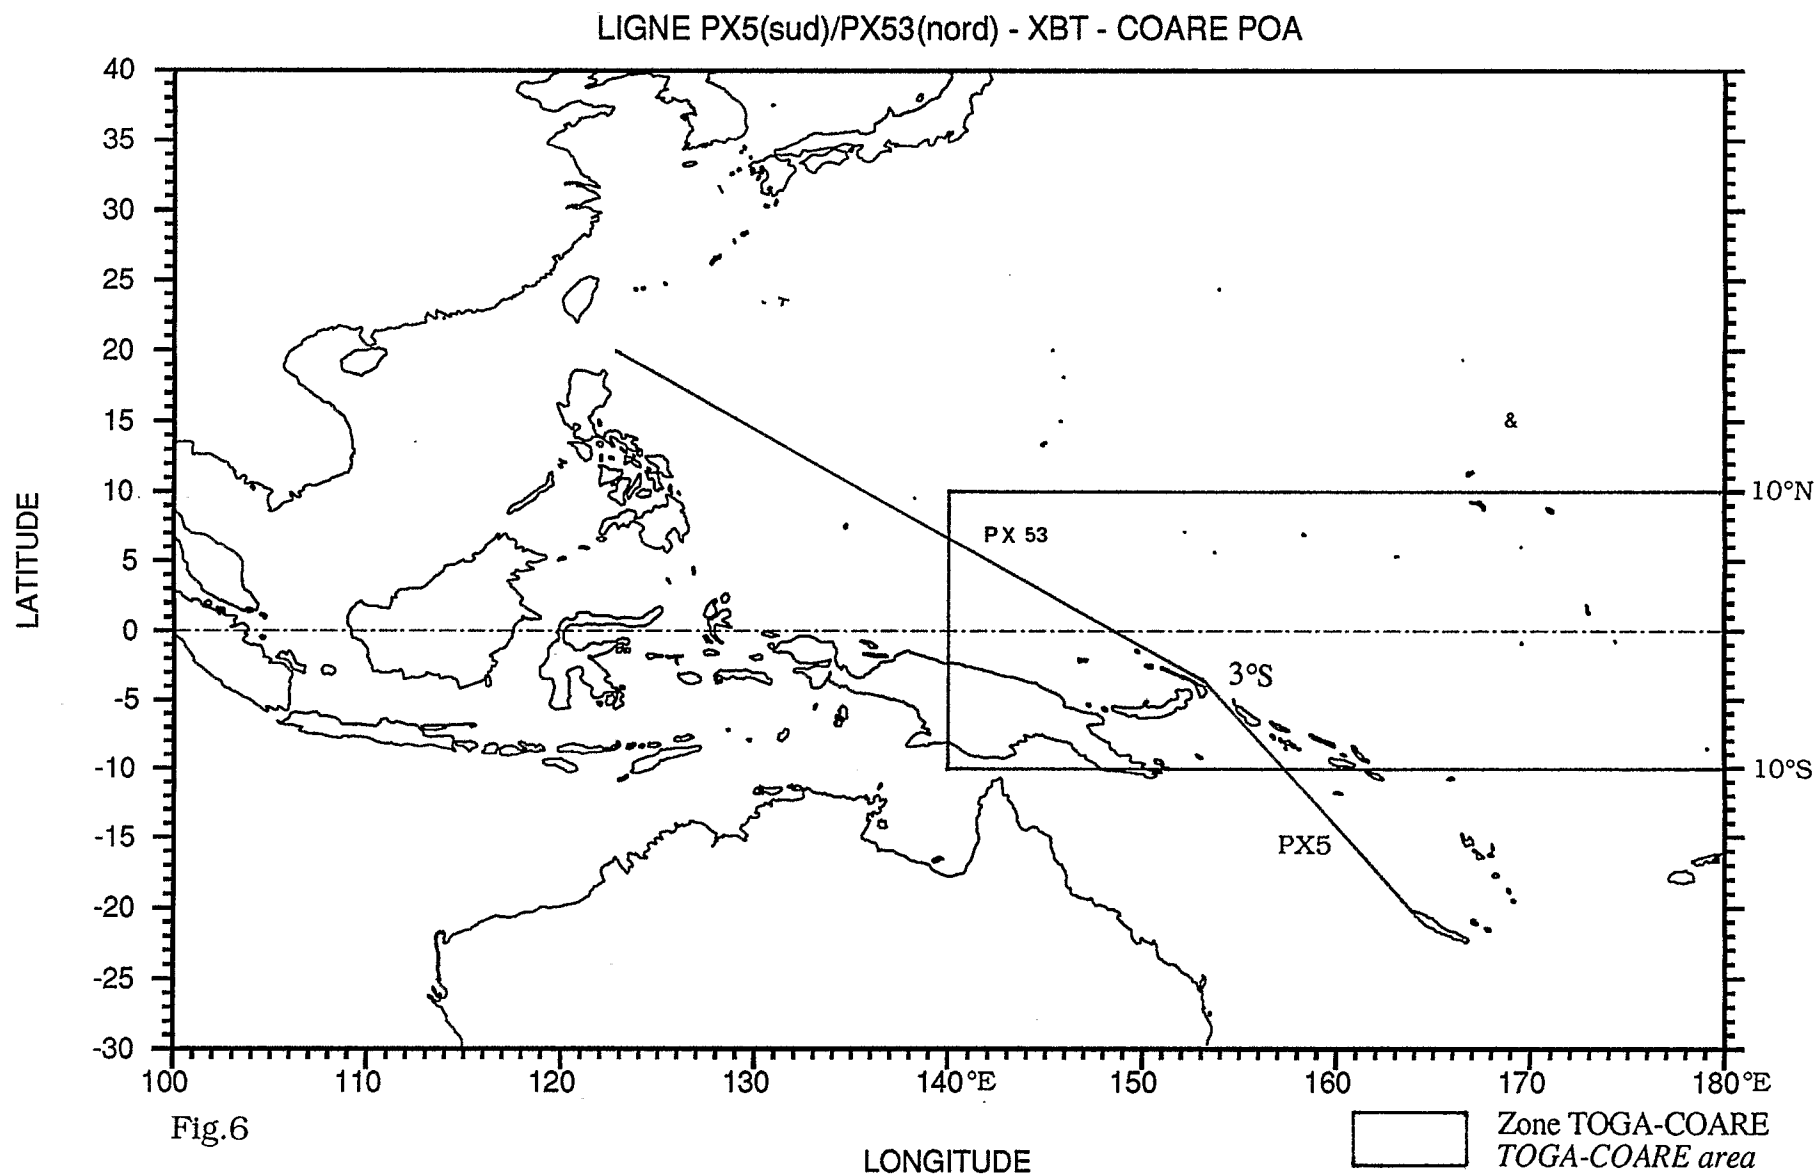 LIGNE PX5(sud)/PX53(nord) - XBT - COARE POA
40
35
30
25
20
15
10
5
0
-5
-10
-15
-20
-25
-30
LATITUDE
&
10°N
PX 53
3°S
10°S
PX5
100
110
120
130
140°E
150
160
170
180°E
LONGITUDE
Fig.6
Zone TOGA-COARE
TOGA-COARE area